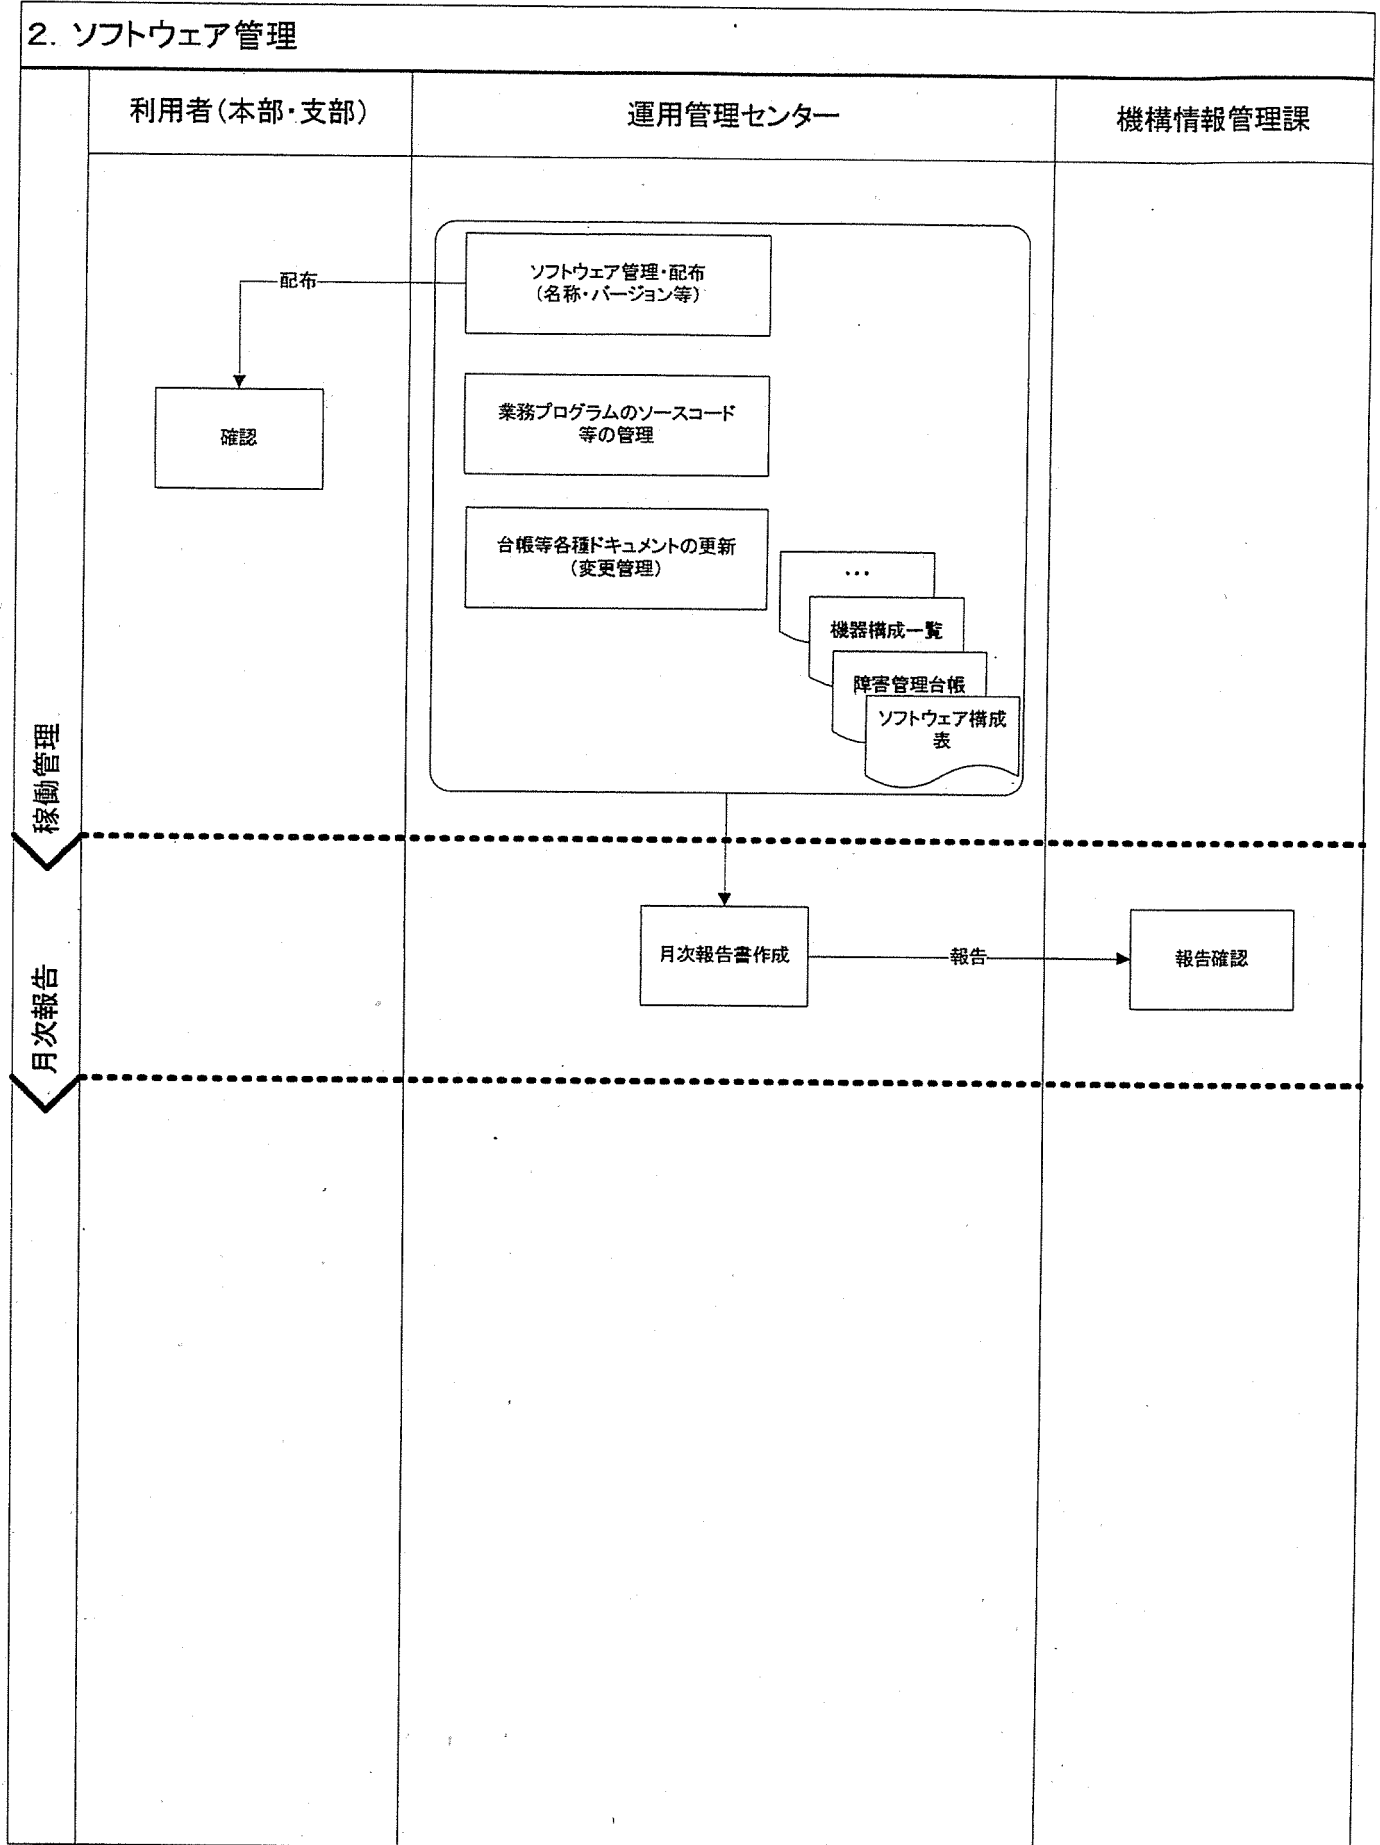 2. ソフトウェア管理
利用者(本部・支部)
運用管理センター
機構情報管理課
稼働管理
ソフトウェア管理・配布
(名称・バージョン等)
配布
確認
業務プログラムのソースコード
等の管理
台帳等各種ドキュメントの更新
(変更管理)
…
機器構成一覧
障害管理台帳
ソフトウェア構成
表
月次報告
月次報告書作成
報告
報告確認